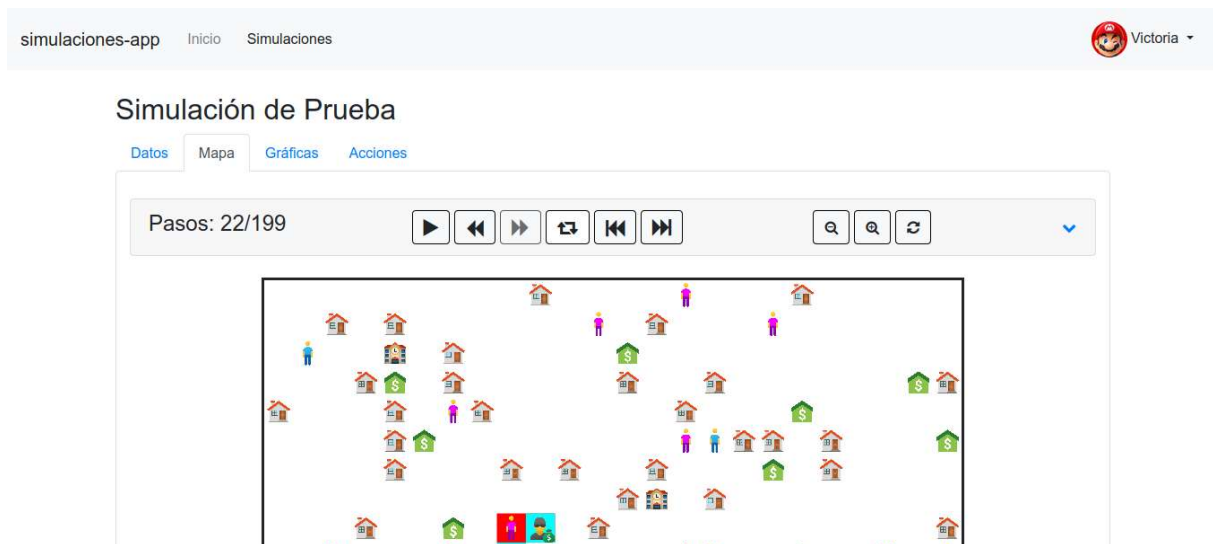 simulaciones-app Inicio Simulaciones Victoria
Simulación de Prueba
Datos Mapa Gráficas Acciones
Pasos: 22/199